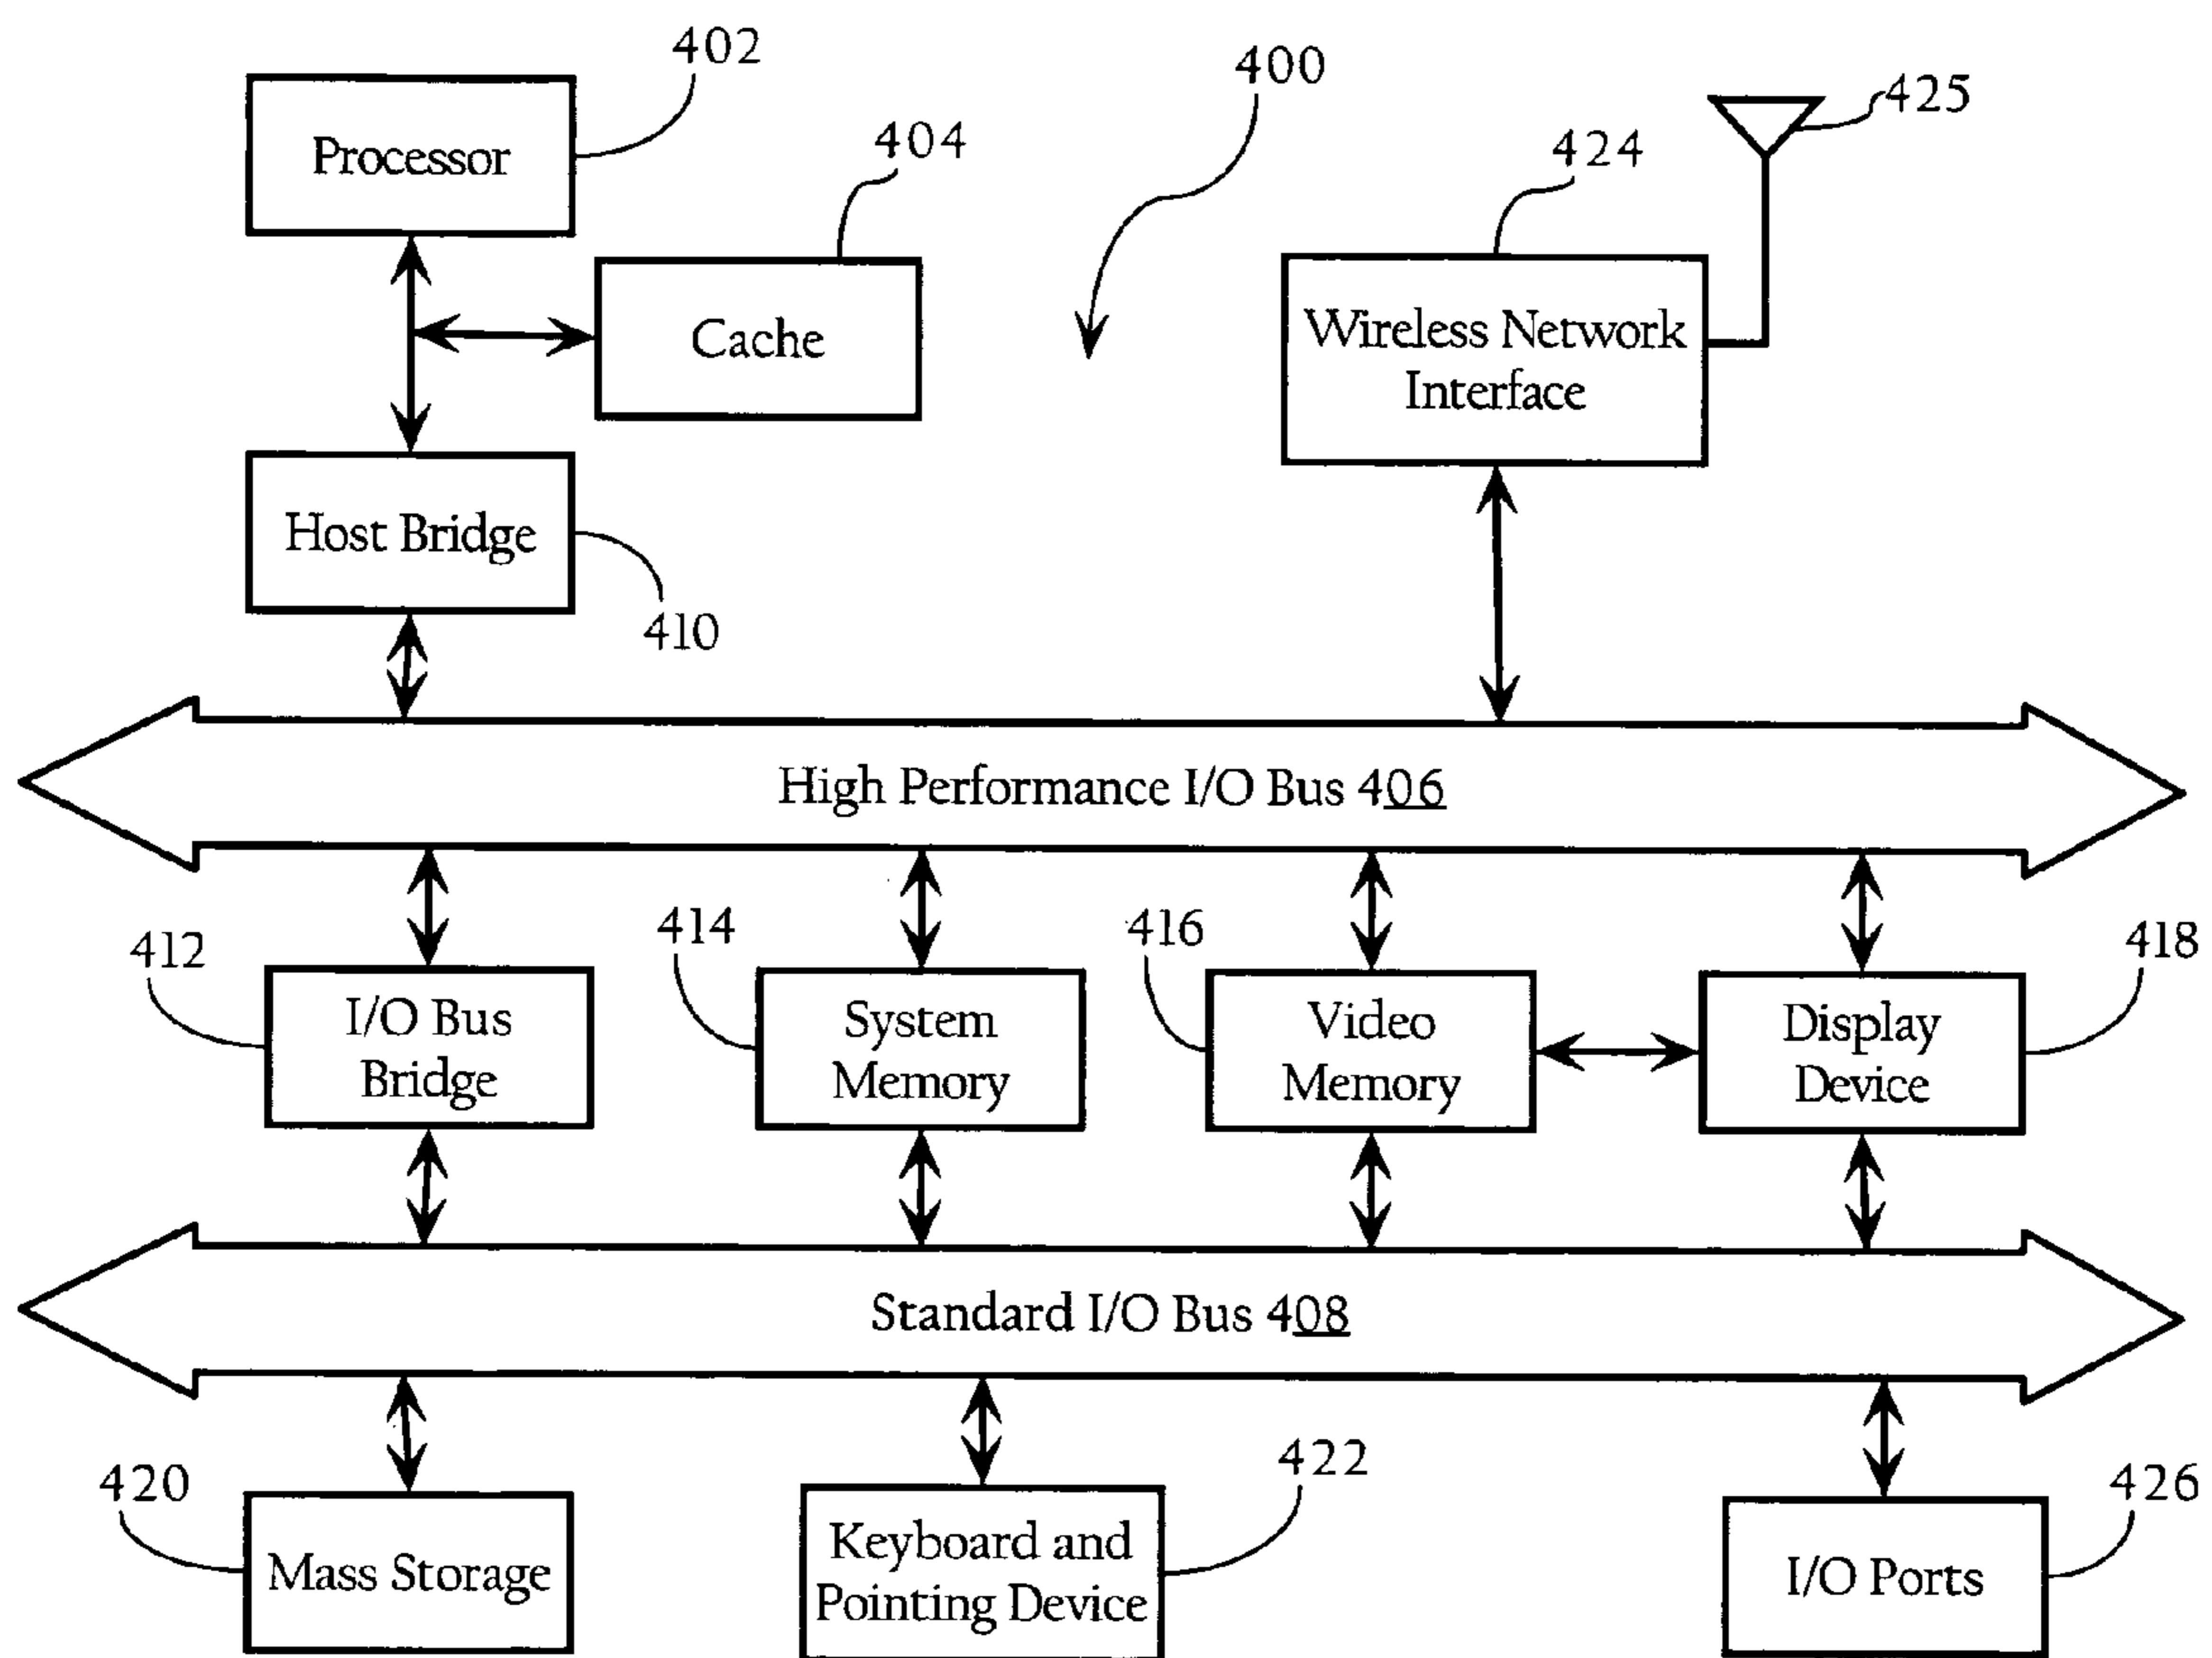 402
400
425
404
424
Processor
Cache
Wireless Network
Interface
Host Bridge
410
High Performance I/O Bus 406
412
414
416
418
I/O Bus
Bridge
System
Memory
Video
Memory
Display
Device
Standard I/O Bus 408
420
422
426
Mass Storage
Keyboard and
Pointing Device
I/O Ports